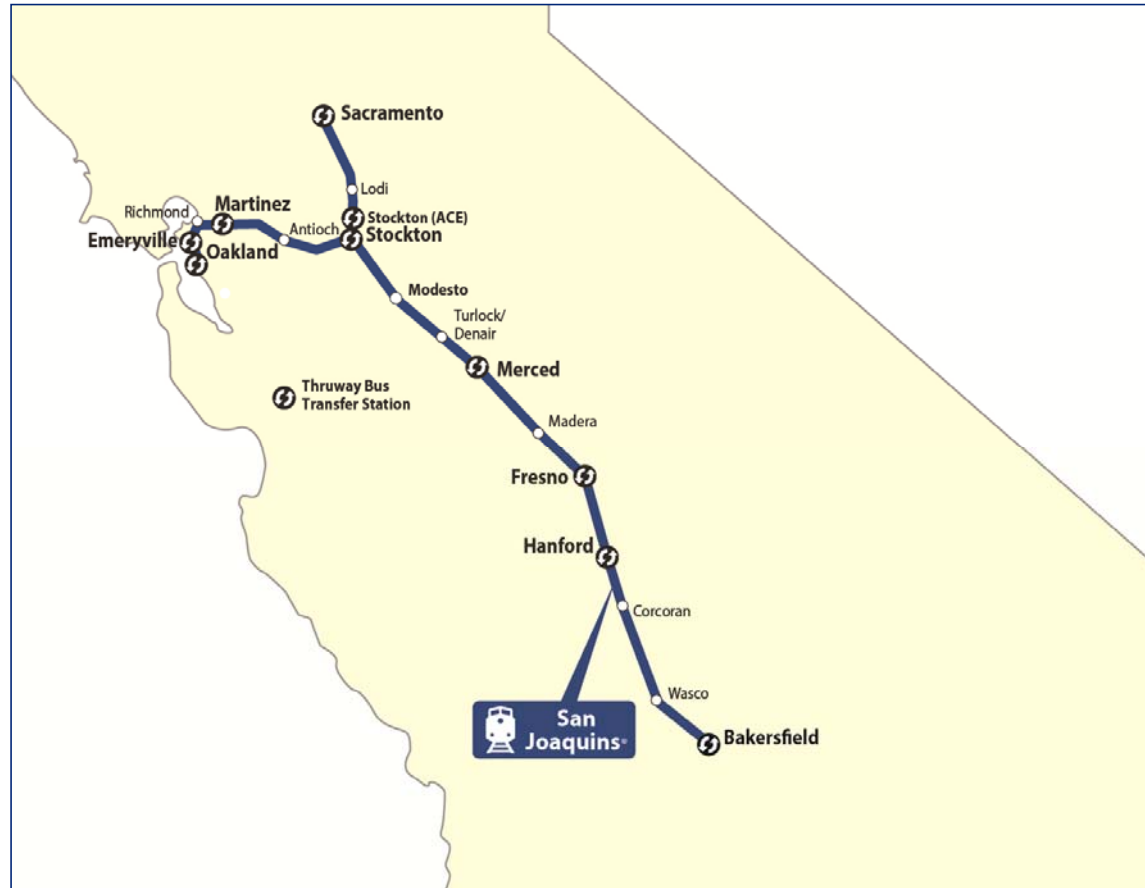 Sacramento
Lodi
Richmond
Martinez
Stockton (ACE)
Antioch
Stockton
Emeryville
Oakland
Modesto
Turlock/
Denair
Merced
Thruway Bus
Transfer Station
Madera
Fresno
Hanford
Corcoran
Wasco
San
Joaquins®
Bakersfield